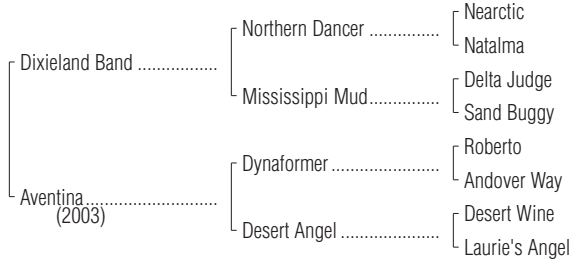 Nearctic
Northern Dancer ................
Natalma
Dixieland Band ..................
Delta Judge
Mississippi Mud................
Sand Buggy
Roberto
Dynaformer .........................
Andover Way
Aventina..............................
(2003)
Desert Wine
Desert Angel .......................
Laurie's Angel